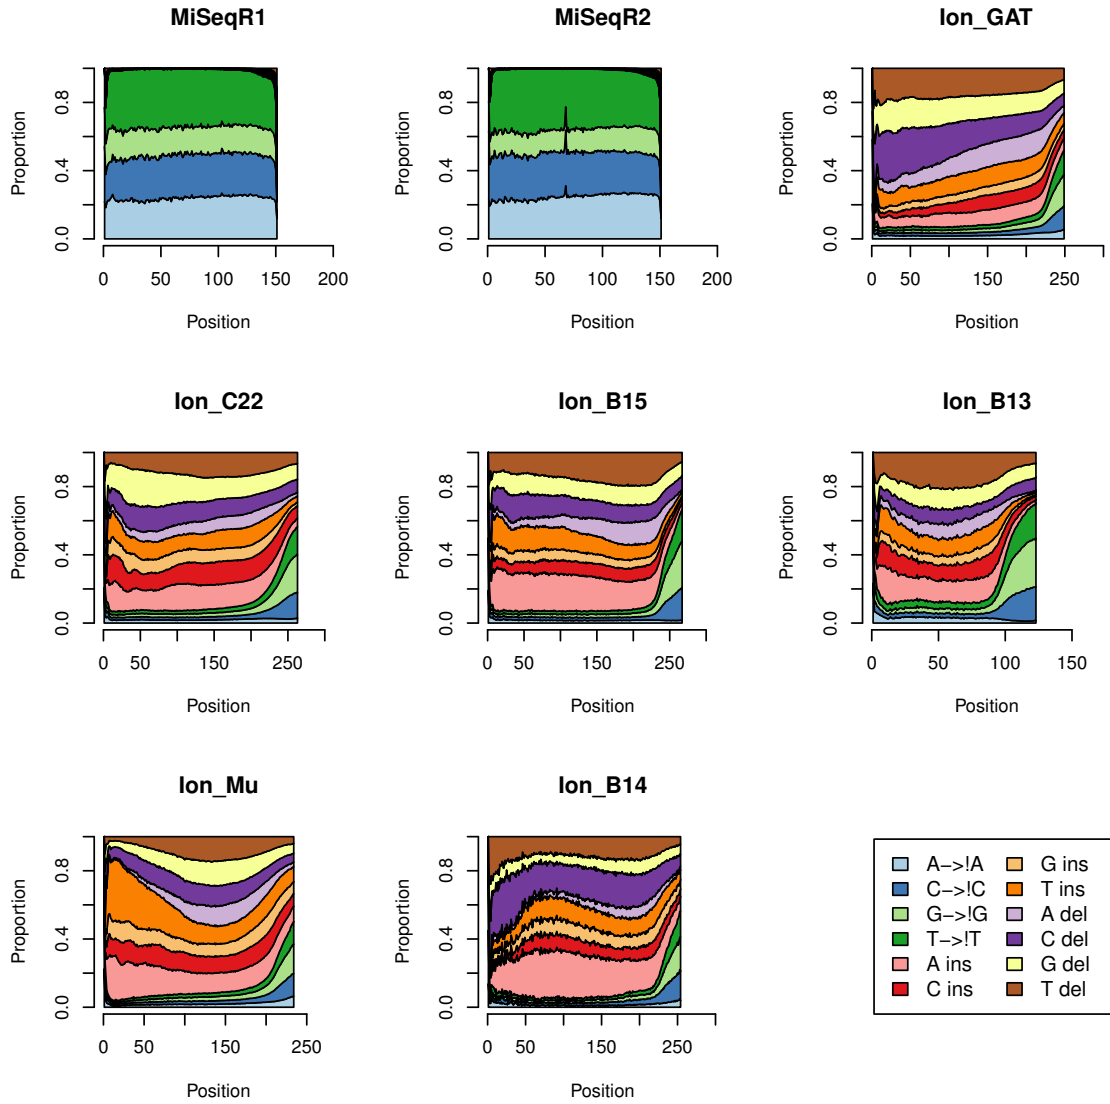 MiSeqR1 MiSeqR2 Ion_GAT
Proportion 0.0 0.4 0.8
0 50 100 150 200
Position
Proportion 0.0 0.4 0.8
0 50 100 150 200
Position
Proportion 0.0 0.4 0.8
0 50 150 250
Position
Ion_C22 Ion_B15 Ion_B13
Proportion 0.0 0.4 0.8
0 50 150 250
Position
Proportion 0.0 0.4 0.8
0 50 150 250
Position
Proportion 0.0 0.4 0.8
0 50 100 150
Position
Ion_Mu Ion_B14
Proportion 0.0 0.4 0.8
0 50 150 250
Position
Proportion 0.0 0.4 0.8
0 50 150 250
Position
A−>!A G ins
C−>!C T ins
G−>!G A del
T−>!T C del
A ins G del
C ins T del